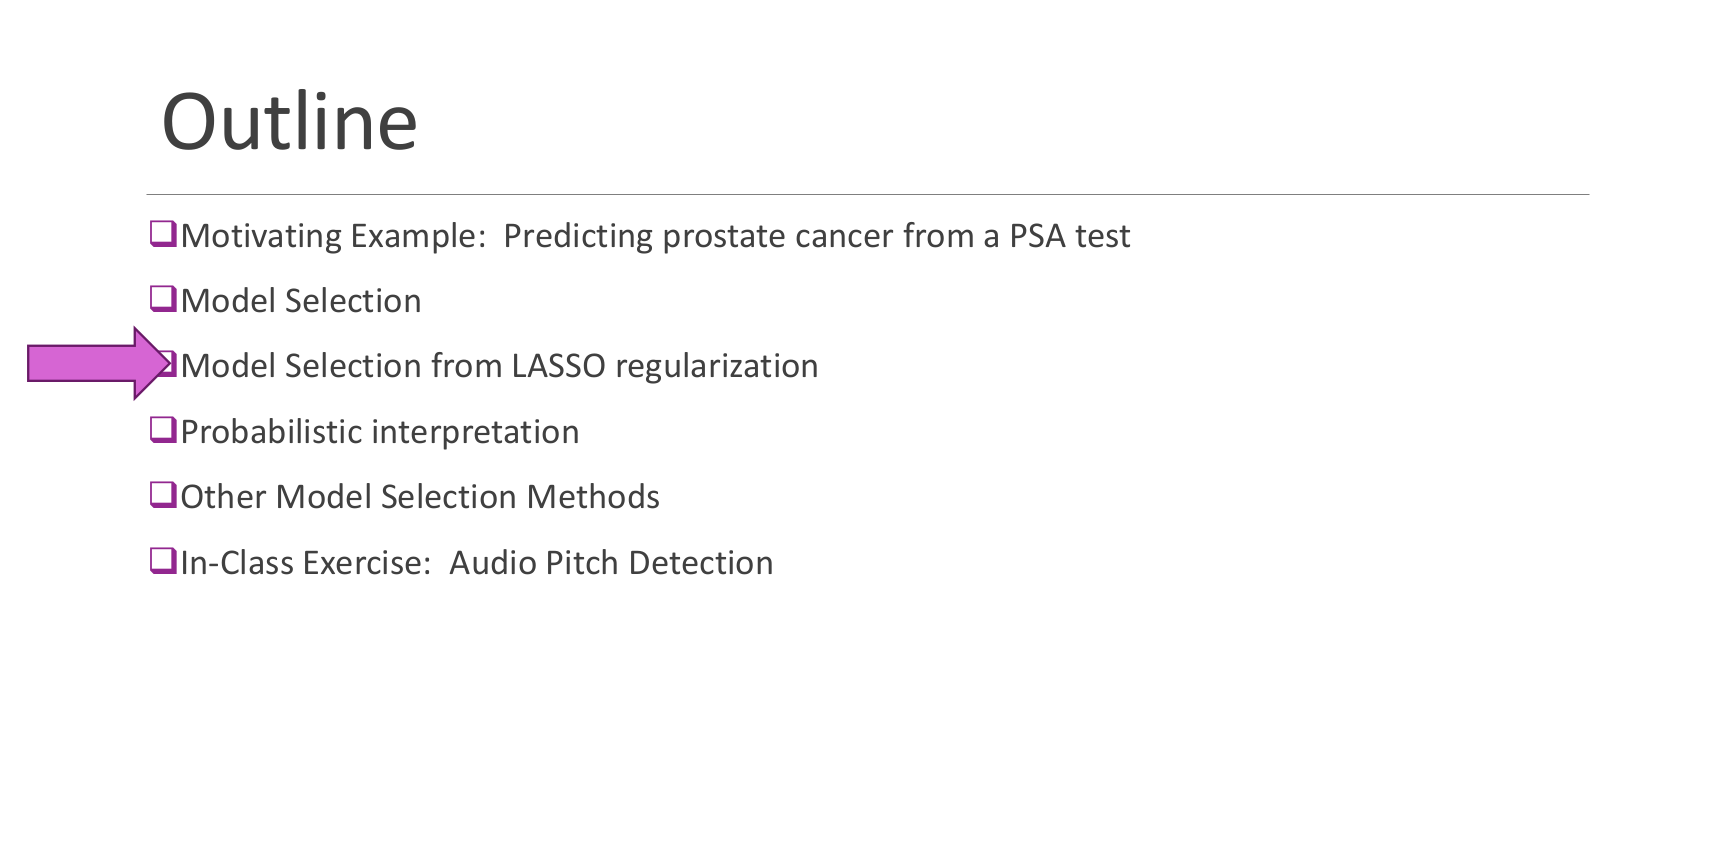 Outline
Motivating Example:  Predicting prostate cancer from a PSA test
Model Selection
Model Selection from LASSO regularization
Probabilistic interpretation
Other Model Selection Methods
In-Class Exercise:  Audio Pitch Detection